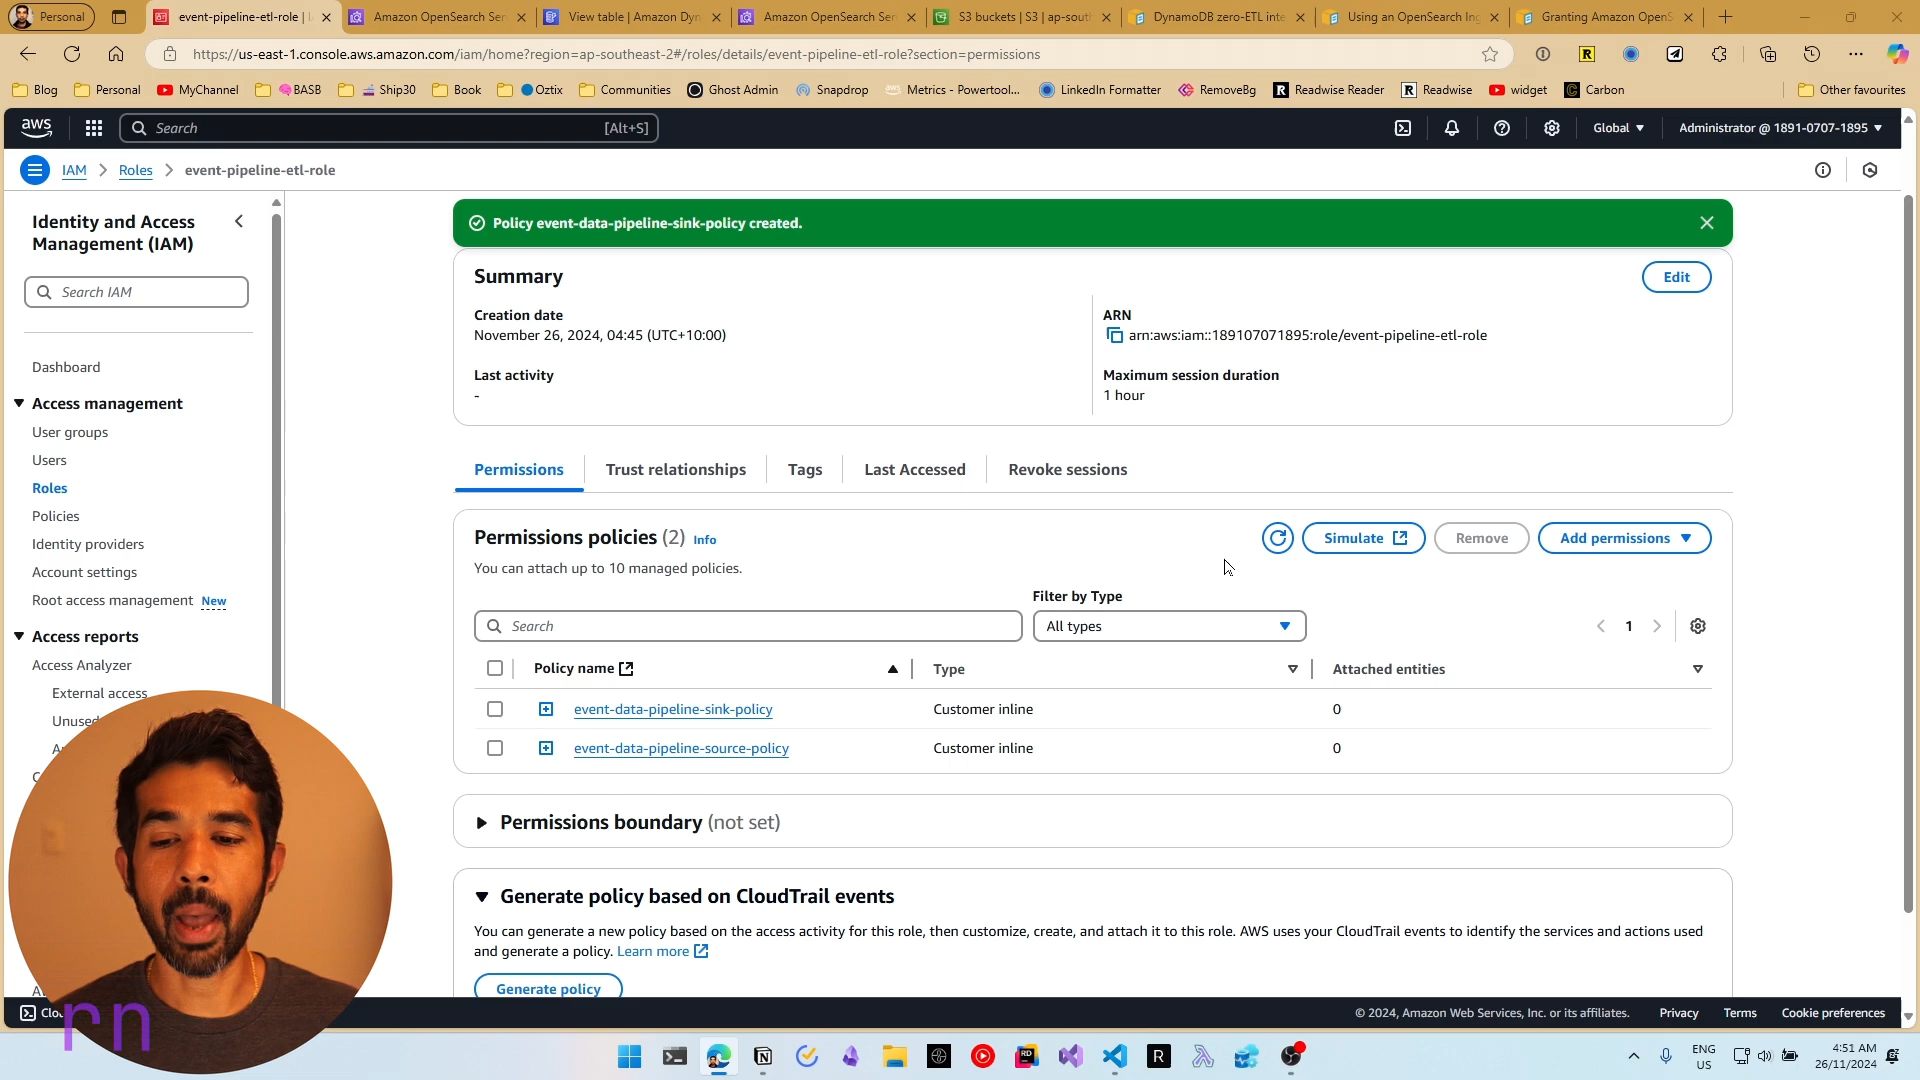 Personal
event-pipeline-etl-role | I
Amazon OpenSearch Ser
View table | Amazon Dyn
Amazon OpenSearch Ser
S3 buckets | S3 | ap-sout
DynamoDB zero-ETL inte
Using an OpenSearch Ing
Granting Amazon OpenS
https://us-east-1.console.aws.amazon.com/iam/home?region=ap-southeast-2#/roles/details/event-pipeline-etl-role?section=permissions
Blog
Personal
MyChannel
BASB
Ship30
Book
Oztix
Communities
Ghost Admin
Snapdrop
Metrics - Powertool...
LinkedIn Formatter
RemoveBg
Readwise Reader
Readwise
widget
Carbon
Other favourites
aws
Search
[Alt+S]
Global
Administrator @ 1891-0707-1895
IAM
Roles
event-pipeline-etl-role
Identity and Access
Management (IAM)
Search IAM
Dashboard
Access management
User groups
Users
Roles
Policies
Identity providers
Account settings
Root access management New
Access reports
Access Analyzer
External access
Unused
Policy event-data-pipeline-sink-policy created.
Summary
Edit
Creation date
November 26, 2024, 04:45 (UTC+10:00)
ARN
arn:aws:iam::189107071895:role/event-pipeline-etl-role
Last activity
-
Maximum session duration
1 hour
Permissions
Trust relationships
Tags
Last Accessed
Revoke sessions
Permissions policies (2) Info
Simulate
Remove
Add permissions
You can attach up to 10 managed policies.
Filter by Type
Search
All types
1
Policy name
Type
Attached entities
event-data-pipeline-sink-policy
Customer inline
0
event-data-pipeline-source-policy
Customer inline
0
Permissions boundary (not set)
Generate policy based on CloudTrail events
You can generate a new policy based on the access activity for this role, then customize, create, and attach it to this role. AWS uses your CloudTrail events to identify the services and actions used
and generate a policy. Learn more
Generate policy
rn
© 2024, Amazon Web Services, Inc. or its affiliates.
Privacy
Terms
Cookie preferences
ENG
US
4:51 AM
26/11/2024